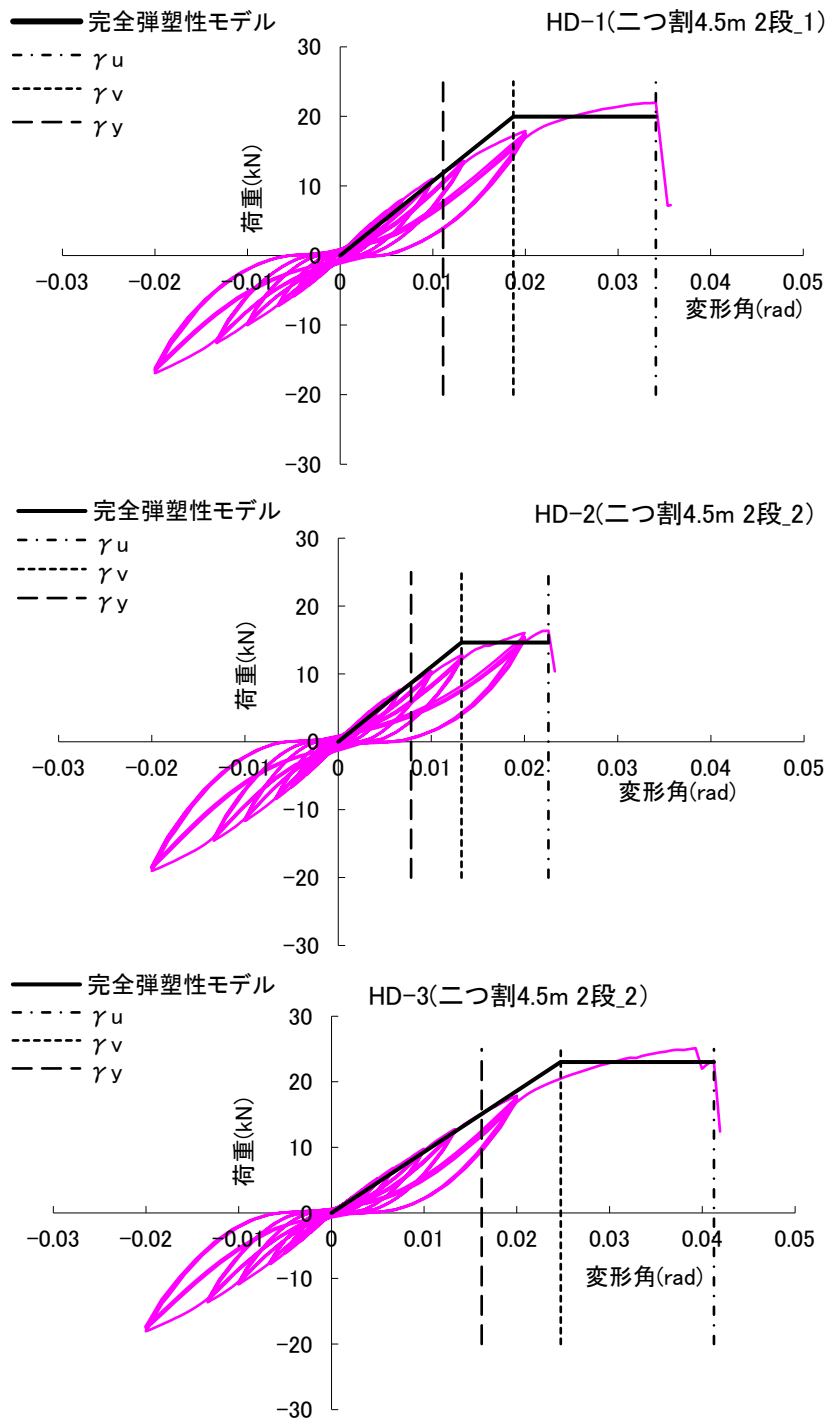 完全弾塑性モデル
γu
γv
γy
HD-1(二つ割4.5m 2段_1)
30
20
10
0
-10
-20
-30
荷重(kN)
-0.03 -0.02 -0.01 0 0.01 0.02 0.03 0.04 0.05
変形角(rad)
完全弾塑性モデル
γu
γv
γy
HD-2(二つ割4.5m 2段_2)
30
20
10
0
-10
-20
-30
荷重(kN)
-0.03 -0.02 -0.01 0 0.01 0.02 0.03 0.04 0.05
変形角(rad)
完全弾塑性モデル
γu
γv
γy
HD-3(二つ割4.5m 2段_2)
30
20
10
0
-10
-20
-30
荷重(kN)
-0.03 -0.02 -0.01 0 0.01 0.02 0.03 0.04 0.05
変形角(rad)